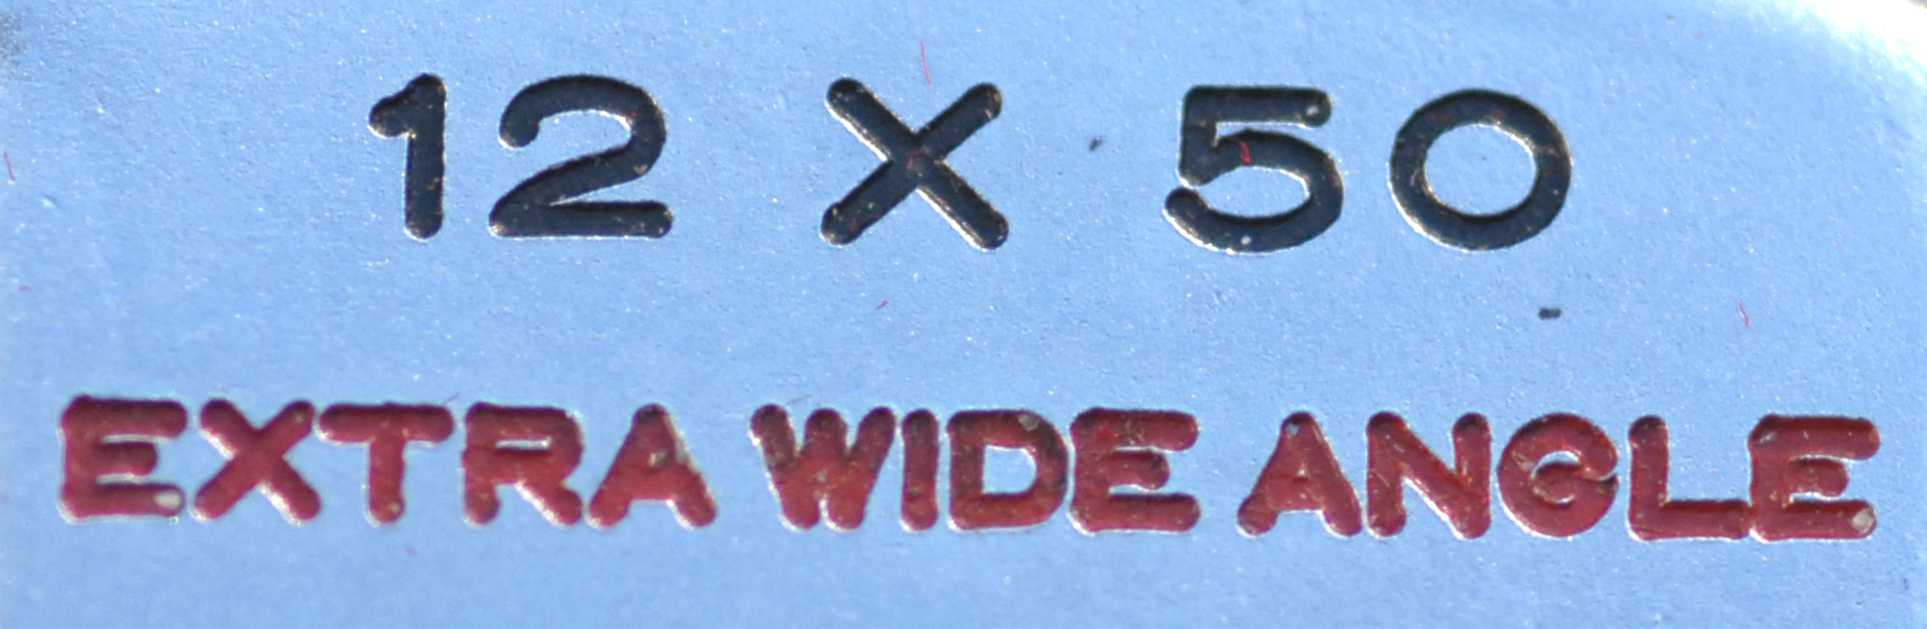 12 X 50
EXTRA WIDE ANGLE